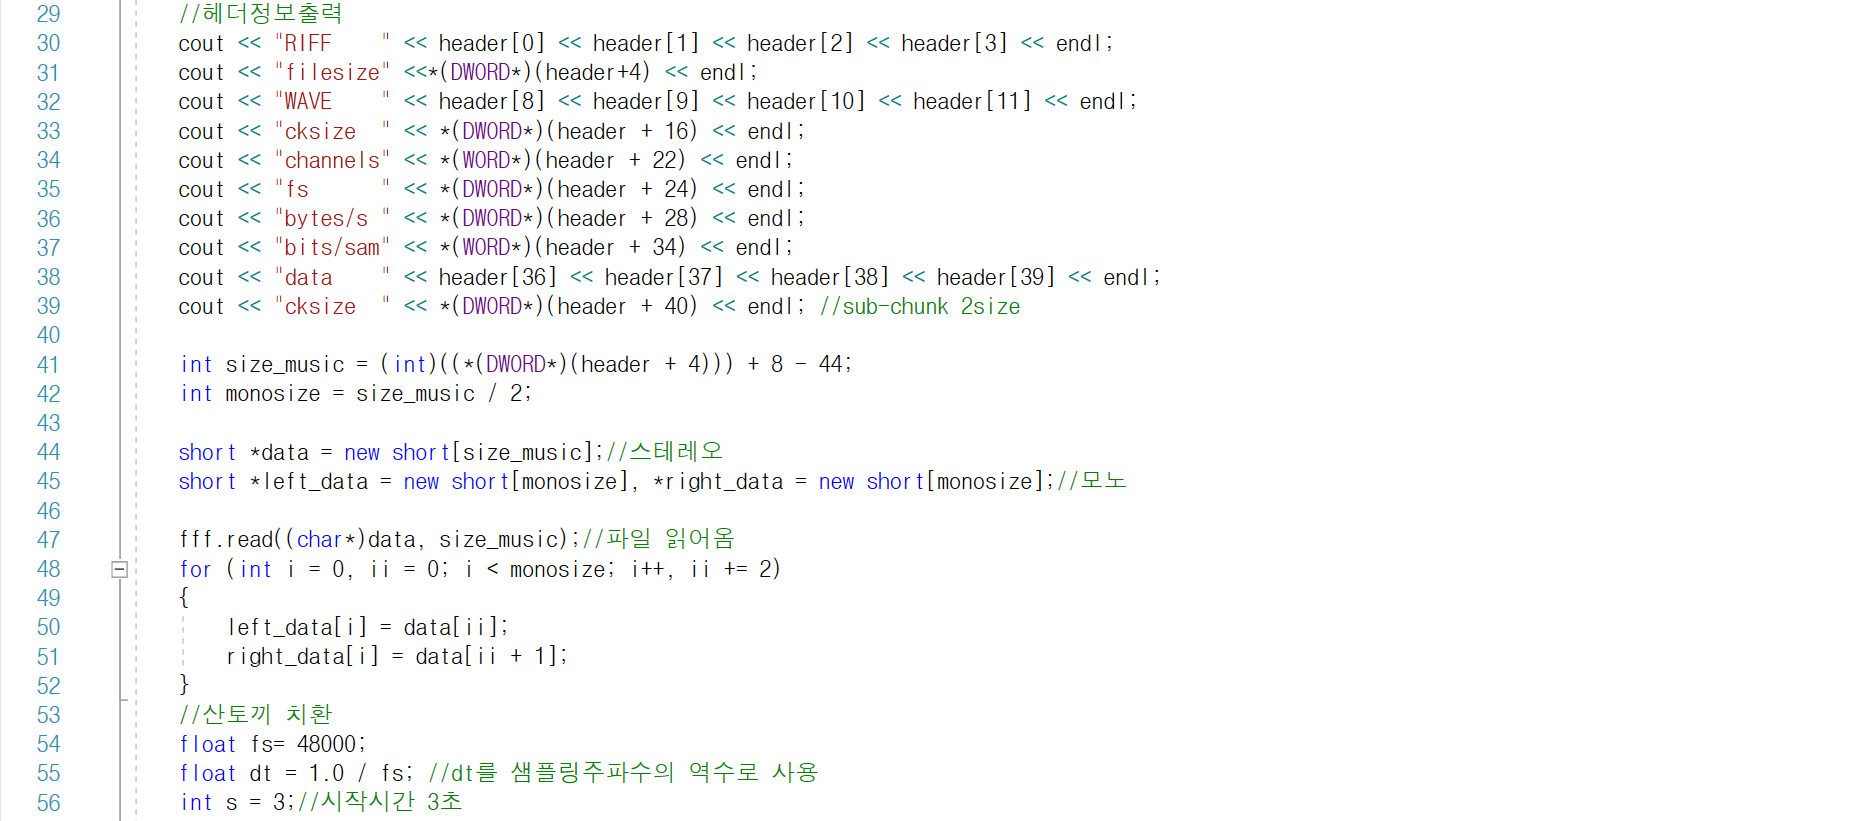 29 //헤더정보출력
30 cout << "RIFF    " << header[0] << header[1] << header[2] << header[3] << endl;
31 cout << "filesize" <<*(DWORD*)(header+4) << endl;
32 cout << "WAVE    " << header[8] << header[9] << header[10] << header[11] << endl;
33 cout << "cksize  " << *(DWORD*)(header + 16) << endl;
34 cout << "channels" << *(WORD*)(header + 22) << endl;
35 cout << "fs      " << *(DWORD*)(header + 24) << endl;
36 cout << "bytes/s " << *(DWORD*)(header + 28) << endl;
37 cout << "bits/sam" << *(WORD*)(header + 34) << endl;
38 cout << "data    " << header[36] << header[37] << header[38] << header[39] << endl;
39 cout << "cksize  " << *(DWORD*)(header + 40) << endl; //sub-chunk 2size
40
41 int size_music = (int)((*(DWORD*)(header + 4))) + 8 - 44;
42 int monosize = size_music / 2;
43
44 short *data = new short[size_music];//스테레오
45 short *left_data = new short[monosize], *right_data = new short[monosize];//모노
46
47 fff.read((char*)data, size_music);//파일 읽어옴
48 for (int i = 0, ii = 0; i < monosize; i++, ii += 2)
49 {
50     left_data[i] = data[ii];
51     right_data[i] = data[ii + 1];
52 }
53 //산토끼 치환
54 float fs= 48000;
55 float dt = 1.0 / fs; //dt를 샘플링주파수의 역수로 사용
56 int s = 3;//시작시간 3초